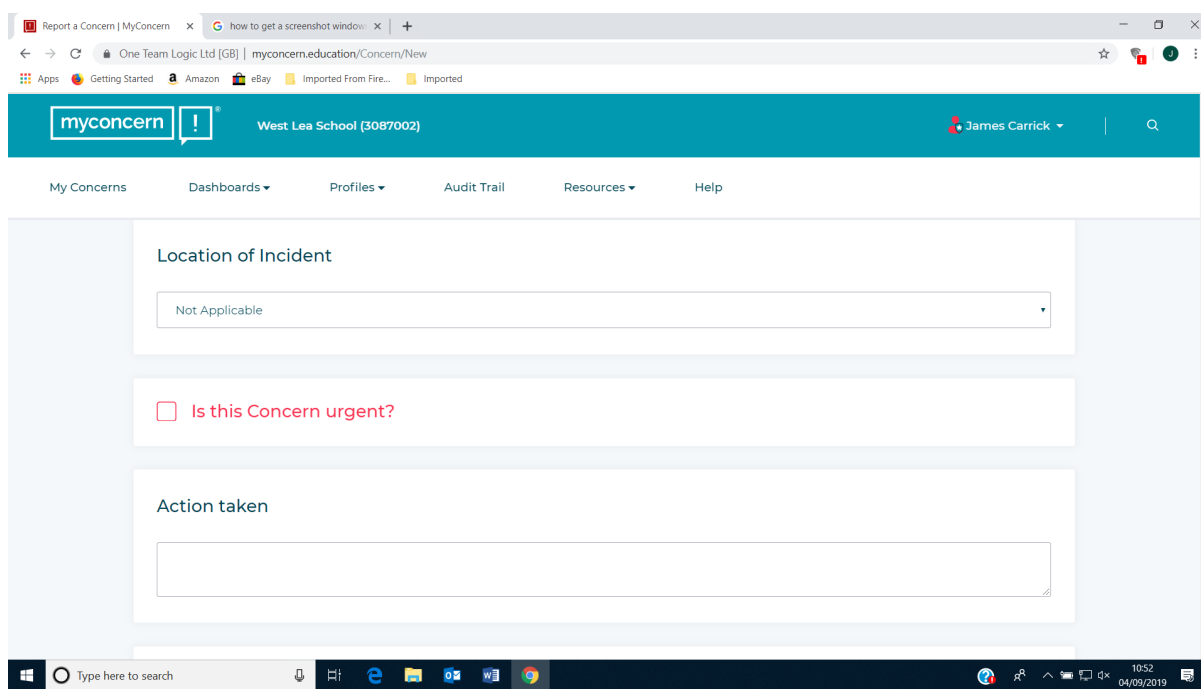 Report a Concern | MyConcern
how to get a screenshot window
One Team Logic Ltd [GB] | myconcern.education/Concern/New
Apps Getting Started Amazon eBay Imported From Fire... Imported
myconcern ! ®
West Lea School (3087002)
James Carrick
My Concerns Dashboards Profiles Audit Trail Resources Help
Location of Incident
Not Applicable
Is this Concern urgent?
Action taken
Type here to search
10:52
04/09/2019